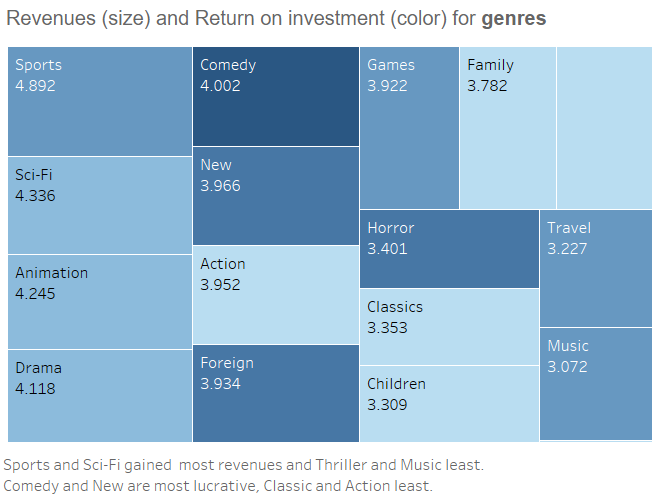 Revenues (size) and Return on investment (color) for genres
Sports
4.892
Sci-Fi
4.336
Animation
4.245
Drama
4.118
Comedy
4.002
New
3.966
Action
3.952
Foreign
3.934
Games
3.922
Family
3.782
Horror
3.401
Classics
3.353
Children
3.309
Travel
3.227
Music
3.072
Sports and Sci-Fi gained  most revenues and Thriller and Music least.
Comedy and New are most lucrative, Classic and Action least.